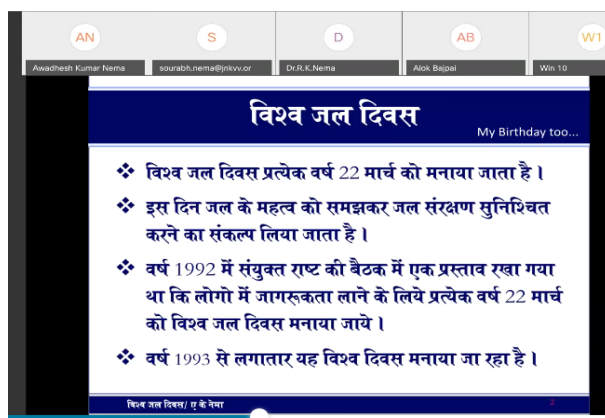 AN S D AB W1
Awadhesh Kumar Nema sourabh.nema@jnkvv.or Dr.R.K.Nema Alok Bajpai Win 10
विश्व जल दिवस
My Birthday too...
❖ विश्व जल दिवस प्रत्येक वर्ष 22 मार्च को मनाया जाता है ।
❖ इस दिन जल के महत्व को समझकर जल संरक्षण सुनिश्चित
करने का संकल्प लिया जाता है ।
❖ वर्ष 1992 में संयुक्त राष्ट की बैठक में एक प्रस्ताव रखा गया
था कि लोगो में जागरूकता लाने के लिये प्रत्येक वर्ष 22 मार्च
को विश्व जल दिवस मनाया जाये ।
❖ वर्ष 1993 से लगातार यह विश्व दिवस मनाया जा रहा है ।
विश्व जल दिवस/ ए के नेमा 2